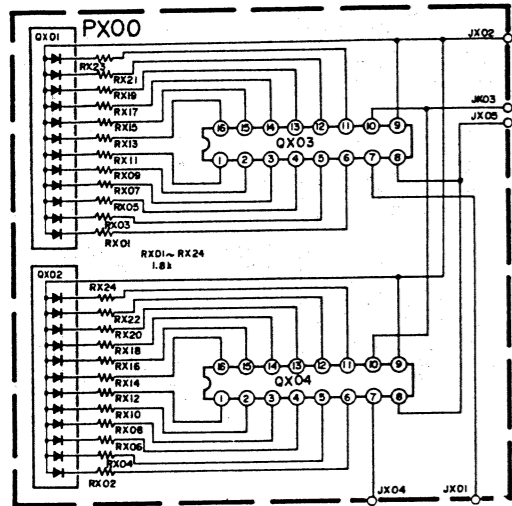 PX00
QX01
RX23
RX21
RX19
RX17
RX15
RX13
RX11
RX09
RX07
RX05
RX03
RX01
16 15 14 13 12 11 10 9
QX03
1 2 3 4 5 6 7 8
JX02
JX03
JX05
RX01~RX24
1.8k
QX02
RX24
RX22
RX20
RX18
RX16
RX14
RX12
RX10
RX08
RX06
RX04
RX02
16 15 14 13 12 11 10 9
QX04
1 2 3 4 5 6 7 8
JX04
JX01